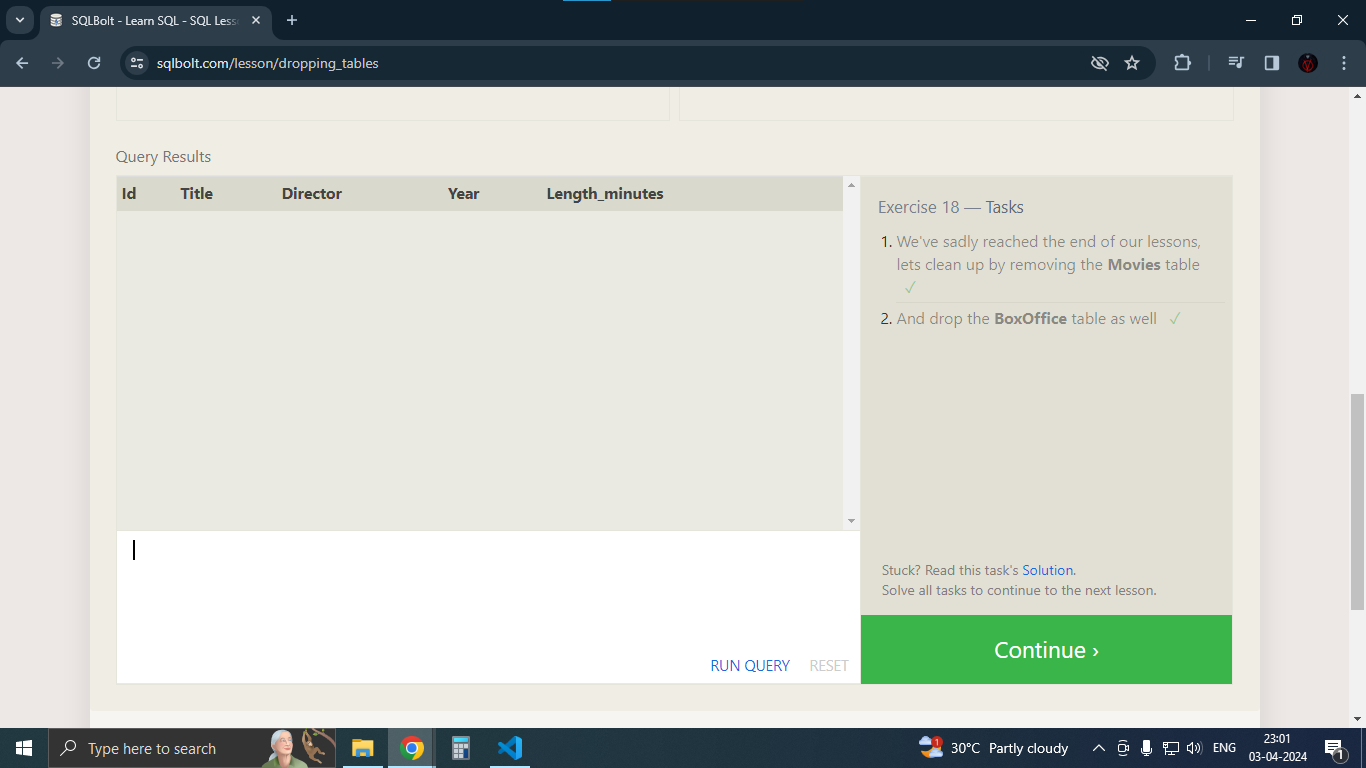 SQLBolt - Learn SQL - SQL Less
sqlbolt.com/lesson/dropping_tables
Query Results
Id Title Director Year Length_minutes
Exercise 18 — Tasks
1. We've sadly reached the end of our lessons,
lets clean up by removing the Movies table
✓
2. And drop the BoxOffice table as well ✓
Stuck? Read this task's Solution.
Solve all tasks to continue to the next lesson.
RUN QUERY RESET
Continue ›
Type here to search
1
30°C Partly cloudy
ENG
23:01
03-04-2024
1